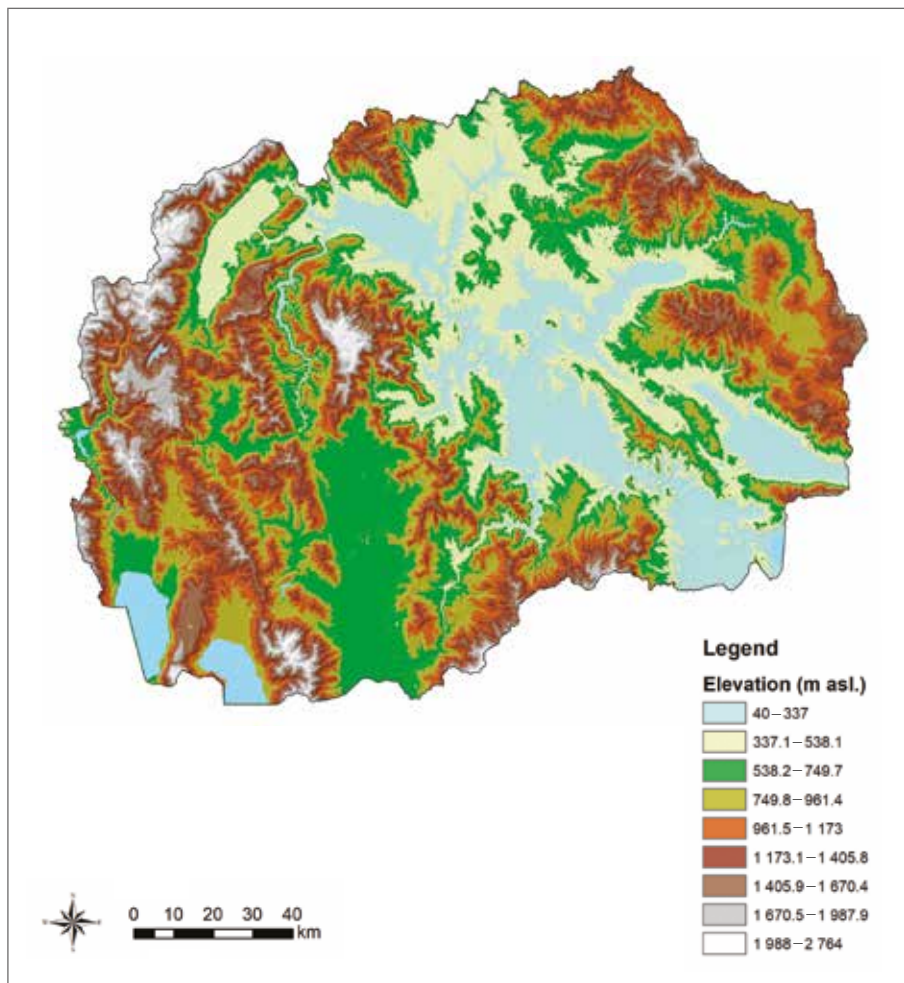 Legend
Elevation (m asl.)
40–337
337.1–538.1
538.2–749.7
749.8–961.4
961.5–1 173
1 173.1–1 405.8
1 405.9–1 670.4
1 670.5–1 987.9
1 988–2 764
0 10 20 30 40
km